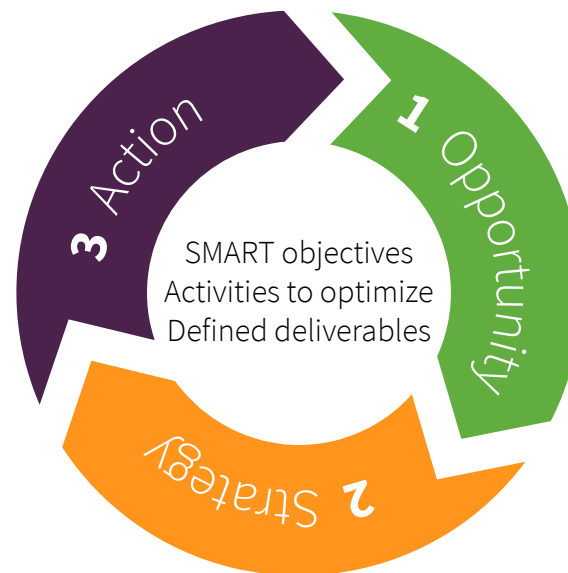 1 Opportunity
2 Strategy
3 Action
SMART objectives
Activities to optimize
Defined deliverables